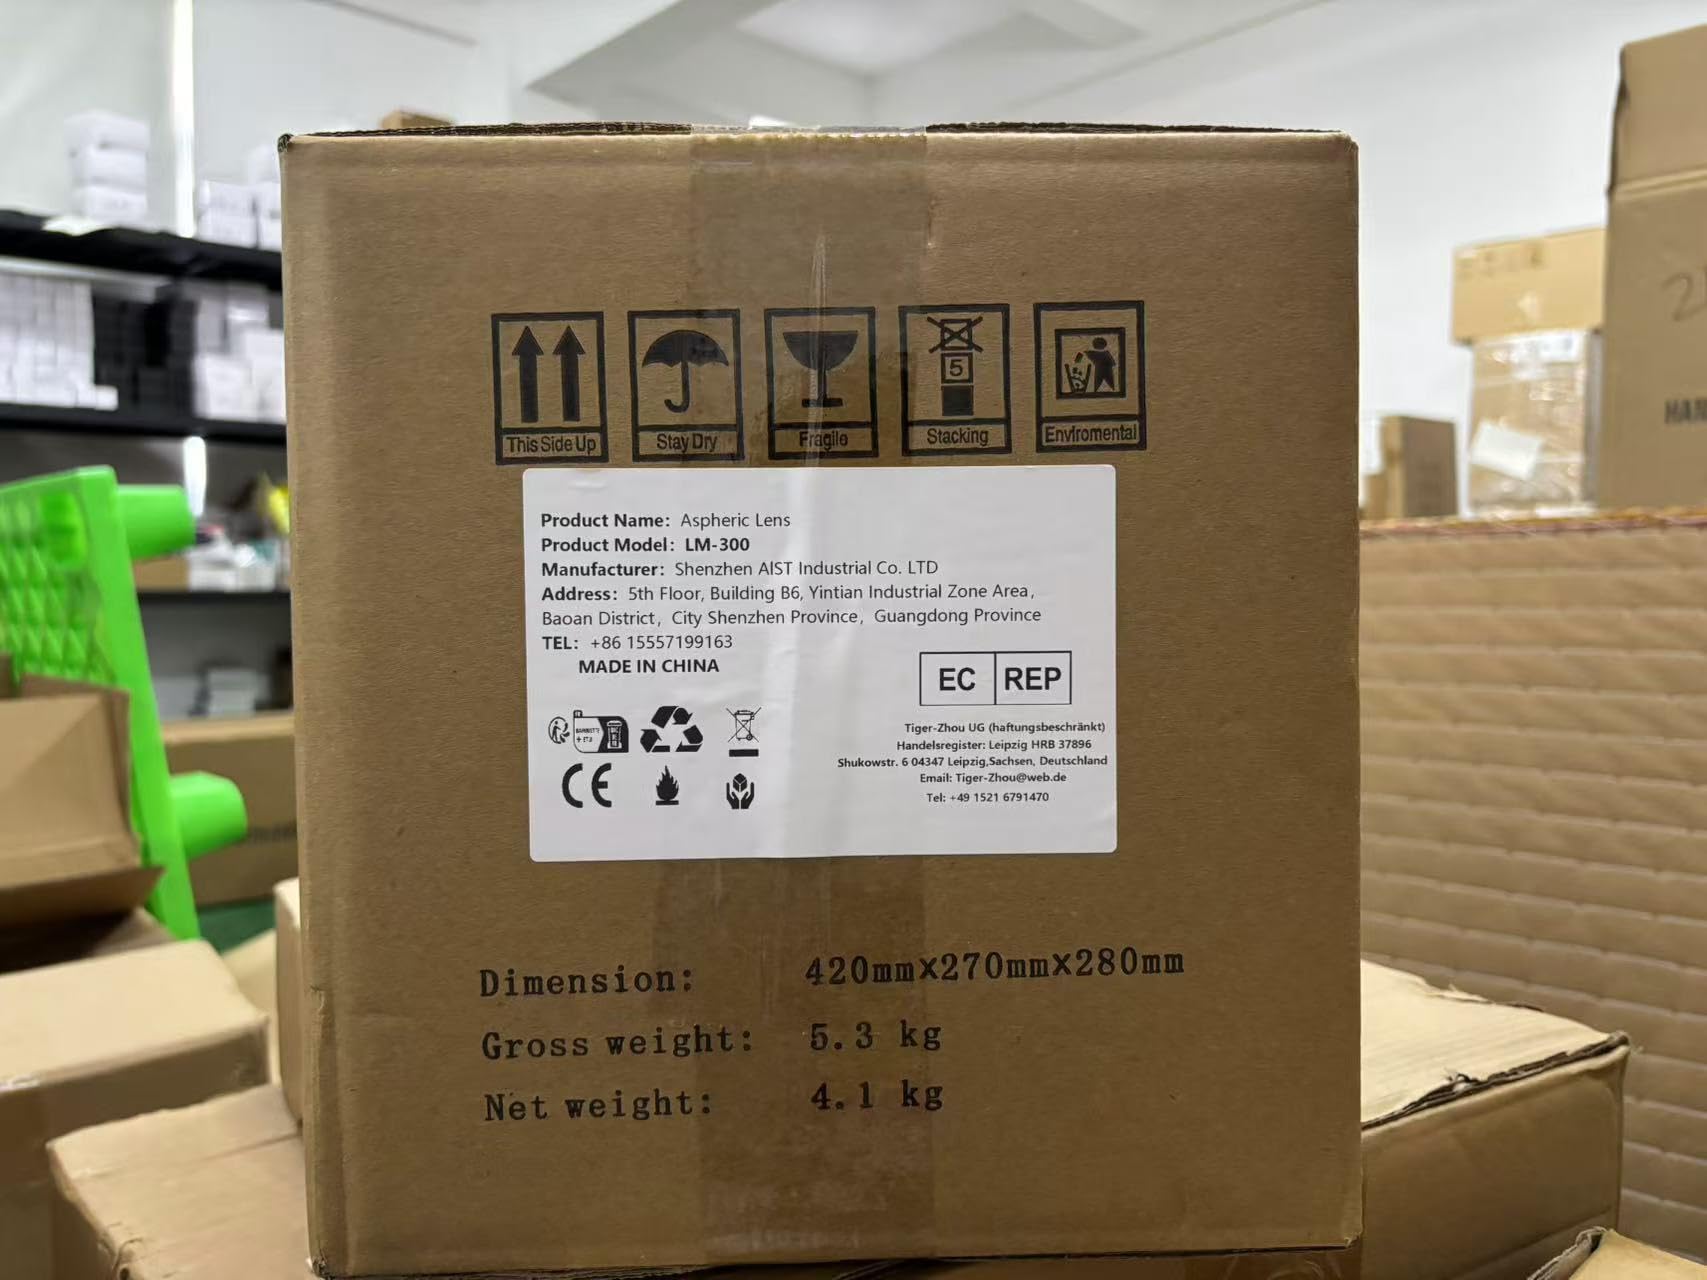 This Side Up
Stay Dry
Fragile
5
Stacking
Enviromental
Product Name: Aspheric Lens
Product Model: LM-300
Manufacturer: Shenzhen AIST Industrial Co. LTD
Address: 5th Floor, Building B6, Yintian Industrial Zone Area,
Baoan District, City Shenzhen Province, Guangdong Province
TEL: +86 15557199163
MADE IN CHINA
EC REP
Tiger-Zhou UG (haftungsbeschränkt)
Handelsregister: Leipzig HRB 37896
Shukowstr. 6 04347 Leipzig,Sachsen, Deutschland
Email: Tiger-Zhou@web.de
Tel: +49 1521 6791470
CE
Dimension: 420mm×270mm×280mm
Gross weight: 5.3 kg
Net weight: 4.1 kg